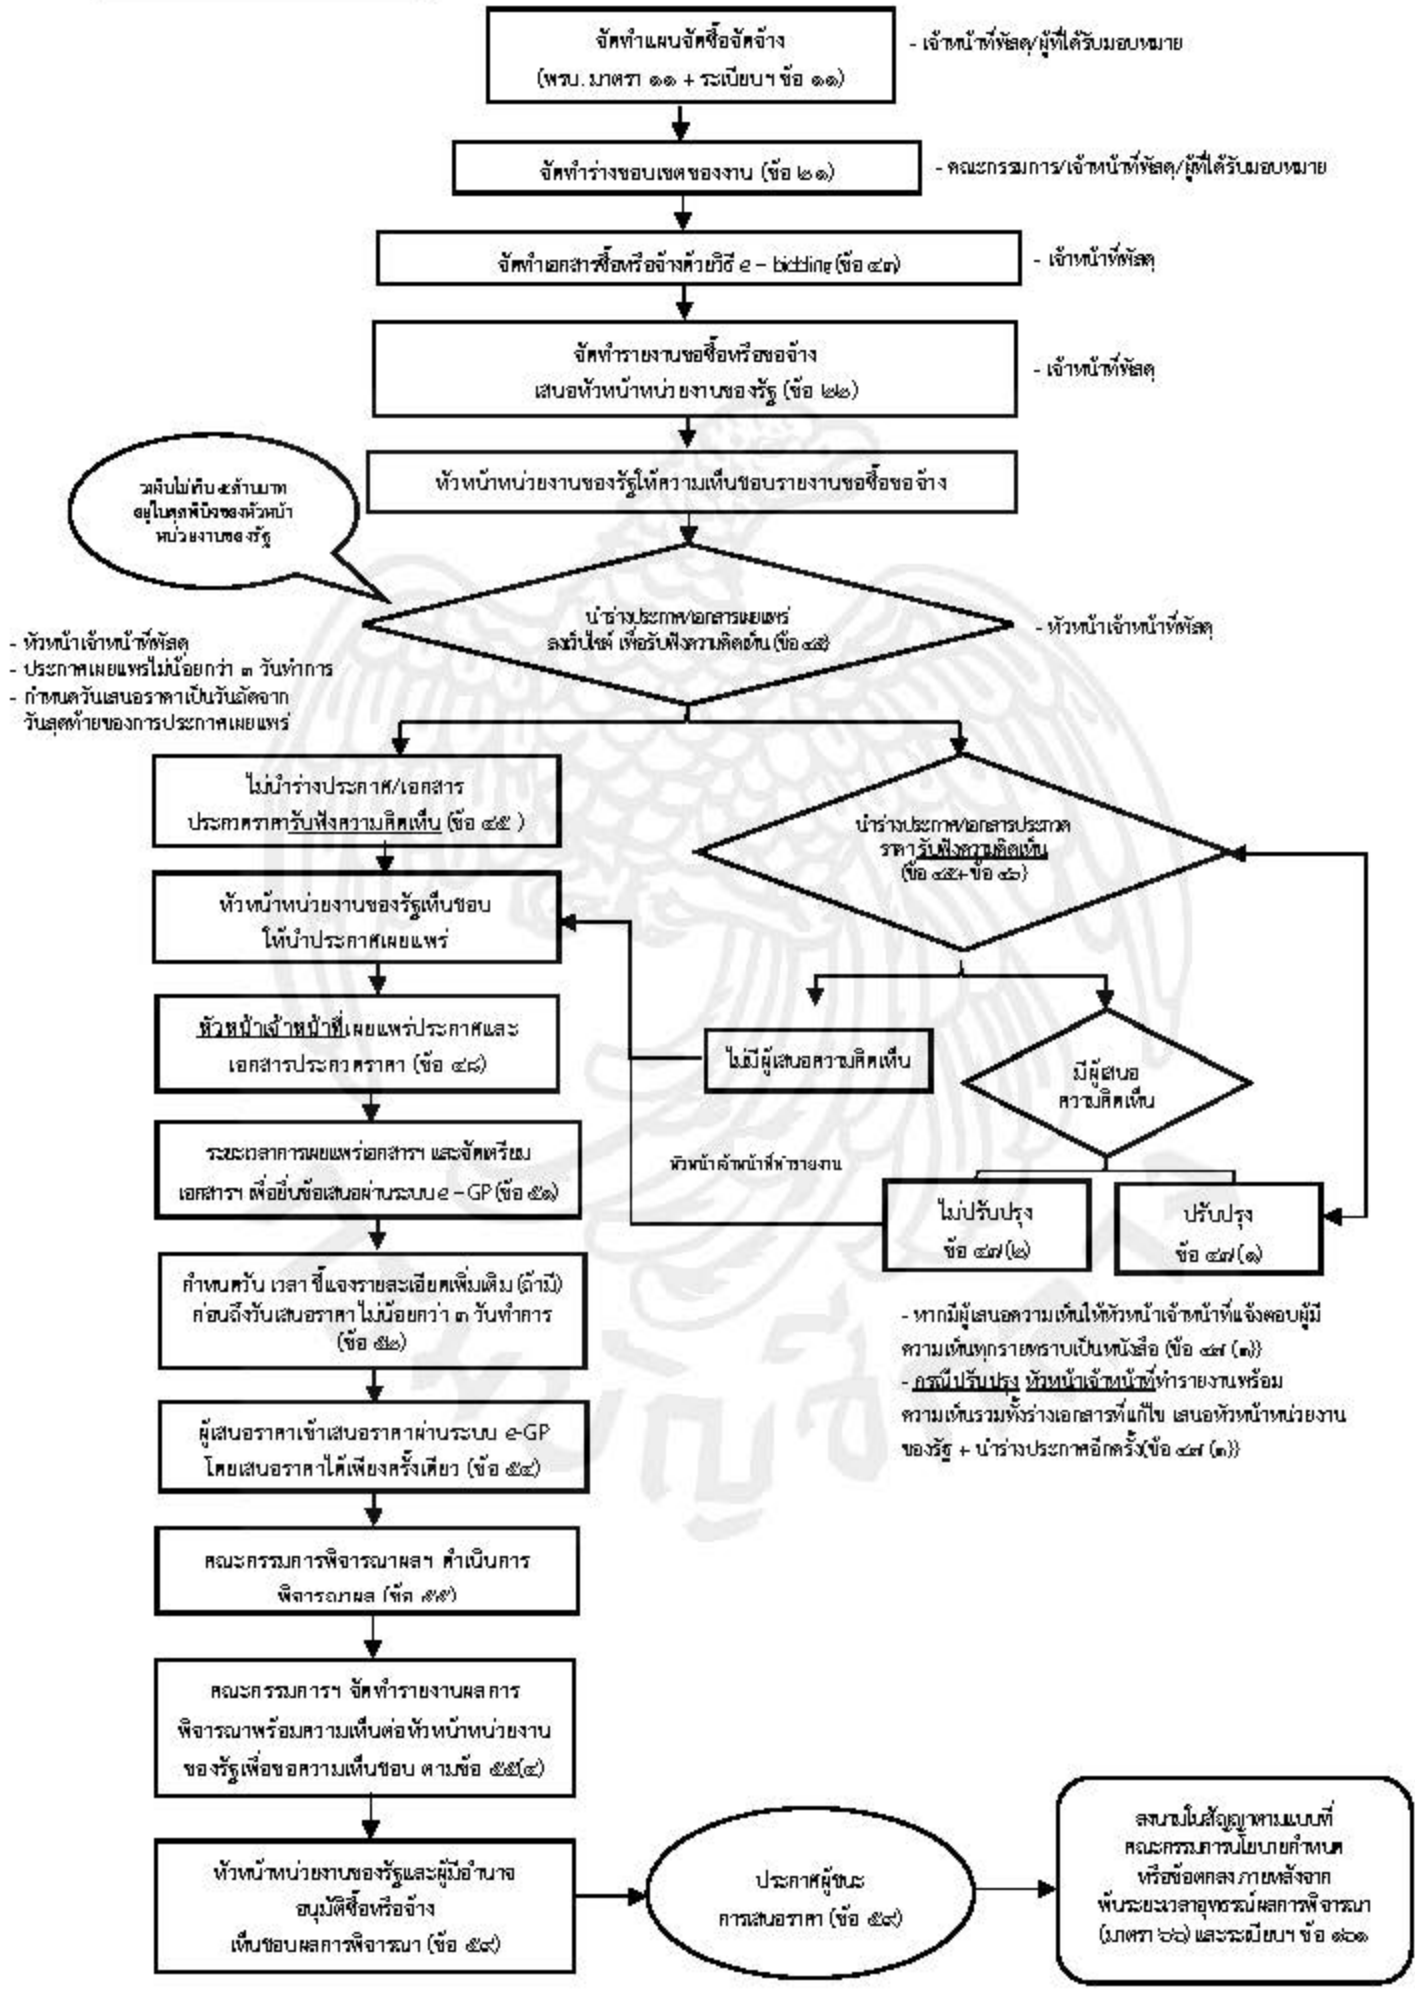 จัดทำแผนจัดซื้อจัดจ้าง
(พรบ. มาตรา ๑๑ + ระเบียบฯ ข้อ ๑๑)
- เจ้าหน้าที่พัสดุ/ผู้ที่ได้รับมอบหมาย
จัดทำร่างขอบเขตของงาน (ข้อ ๒๑)
- คณะกรรมการ/เจ้าหน้าที่พัสดุ/ผู้ที่ได้รับมอบหมาย
จัดทำเอกสารซื้อหรือจ้างด้วยวิธี e – bidding (ข้อ ๔๓)
- เจ้าหน้าที่พัสดุ
จัดทำรายงานขอซื้อหรือขอจ้าง
เสนอหัวหน้าหน่วยงานของรัฐ (ข้อ ๒๒)
- เจ้าหน้าที่พัสดุ
หัวหน้าหน่วยงานของรัฐให้ความเห็นชอบรายงานขอซื้อขอจ้าง
วงเงินไม่เกิน ๕ ล้านบาท
อยู่ในดุลพินิจของหัวหน้า
หน่วยงานของรัฐ
นำร่างประกาศ/เอกสารเผยแพร่
ลงเว็บไซต์ เพื่อรับฟังความคิดเห็น (ข้อ ๔๕)
- หัวหน้าเจ้าหน้าที่พัสดุ
- หัวหน้าเจ้าหน้าที่พัสดุ
- ประกาศเผยแพร่ไม่น้อยกว่า ๓ วันทำการ
- กำหนดวันเสนอราคาเป็นวันถัดจาก
วันสุดท้ายของการประกาศเผยแพร่
ไม่นำร่างประกาศ/เอกสาร
ประกวดราคารับฟังความคิดเห็น (ข้อ ๔๕ )
นำร่างประกาศ/เอกสารประกวด
ราคา รับฟังความคิดเห็น
(ข้อ ๔๕+ ข้อ ๔๖)
หัวหน้าหน่วยงานของรัฐเห็นชอบ
ให้นำประกาศเผยแพร่
หัวหน้าเจ้าหน้าที่เผยแพร่ประกาศและ
เอกสารประกวดราคา (ข้อ ๔๘)
ไม่มีผู้เสนอความคิดเห็น
มีผู้เสนอ
ความคิดเห็น
ระยะเวลาการเผยแพร่เอกสารฯ และจัดเตรียม
เอกสารฯ เพื่อยื่นข้อเสนอผ่านระบบ e – GP (ข้อ ๕๑)
หัวหน้าเจ้าหน้าที่ทำรายงาน
ไม่ปรับปรุง
ข้อ ๔๗ (๒)
ปรับปรุง
ข้อ ๔๗ (๑)
กำหนดวัน เวลา ชี้แจงรายละเอียดเพิ่มเติม (ถ้ามี)
ก่อนถึงวันเสนอราคา ไม่น้อยกว่า ๓ วันทำการ
(ข้อ ๕๒)
- หากมีผู้เสนอความเห็นให้หัวหน้าเจ้าหน้าที่แจ้งตอบผู้มี
ความเห็นทุกรายทราบเป็นหนังสือ (ข้อ ๔๗ (๑))
- กรณีปรับปรุง หัวหน้าเจ้าหน้าที่ทำรายงานพร้อม
ความเห็นรวมทั้งร่างเอกสารที่แก้ไข เสนอหัวหน้าหน่วยงาน
ของรัฐ + นำร่างประกาศอีกครั้ง(ข้อ ๔๗ (๑))
ผู้เสนอราคาเข้าเสนอราคาผ่านระบบ e-GP
โดยเสนอราคาได้เพียงครั้งเดียว (ข้อ ๕๔)
คณะกรรมการพิจารณาผลฯ ดำเนินการ
พิจารณาผล (ข้อ ๕๕)
คณะกรรมการฯ จัดทำรายงานผลการ
พิจารณาพร้อมความเห็นต่อหัวหน้าหน่วยงาน
ของรัฐเพื่อขอความเห็นชอบ ตามข้อ ๕๕(๔)
หัวหน้าหน่วยงานของรัฐและผู้มีอำนาจ
อนุมัติซื้อหรือจ้าง
เห็นชอบผลการพิจารณา (ข้อ ๕๙)
ประกาศผู้ชนะ
การเสนอราคา (ข้อ ๕๙)
ลงนามในสัญญาตามแบบที่
คณะกรรมการนโยบายกำหนด
หรือข้อตกลง ภายหลังจาก
พ้นระยะเวลาอุทธรณ์ผลการพิจารณา
(มาตรา ๖๖) และระเบียบฯ ข้อ ๑๖๑